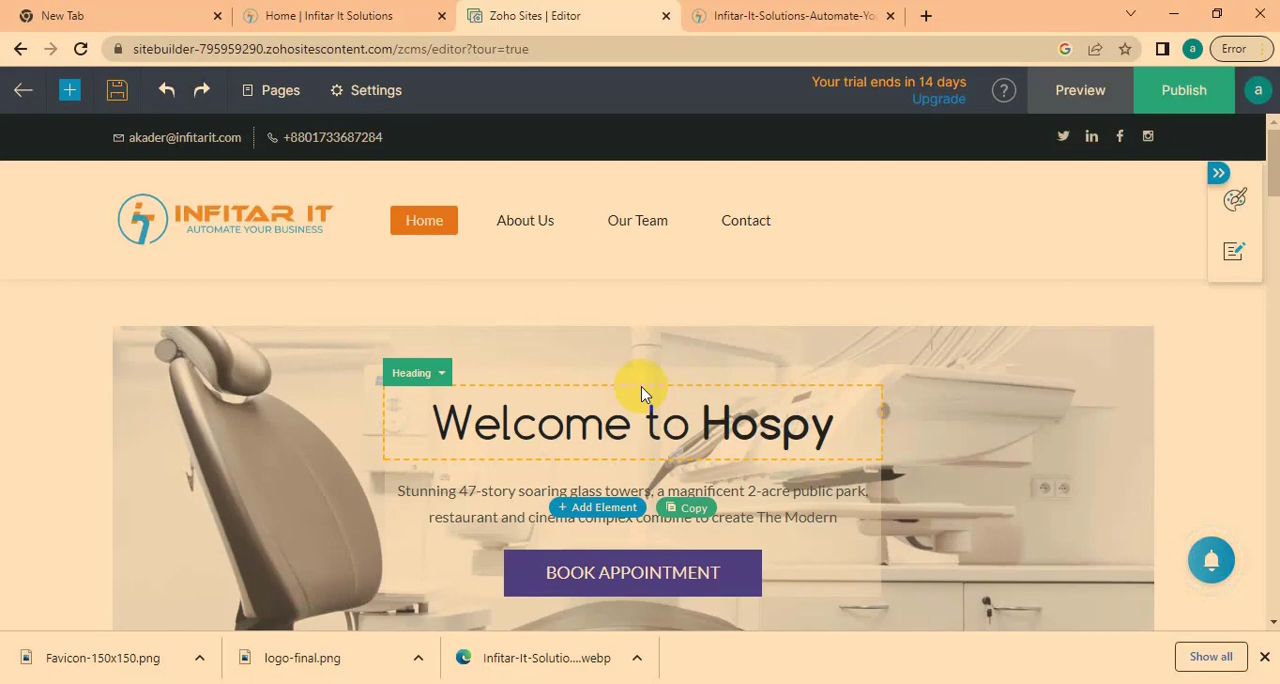 New Tab
Home | Infitar It Solutions
Zoho Sites | Editor
Infitar-It-Solutions-Automate-Yo
sitebuilder-795959290.zohositescontent.com/zcms/editor?tour=true
a
Error
Pages
Settings
Your trial ends in 14 days
Upgrade
?
Preview
Publish
a
akader@infitarit.com
+8801733687284
INFITAR IT
AUTOMATE YOUR BUSINESS
Home
About Us
Our Team
Contact
Heading
Welcome to Hospy
Stunning 47-story soaring glass towers, a magnificent 2-acre public park,
+ Add Element
Copy
restaurant and cinema complex combine to create The Modern
BOOK APPOINTMENT
Favicon-150x150.png
logo-final.png
Infitar-It-Solutio....webp
Show all